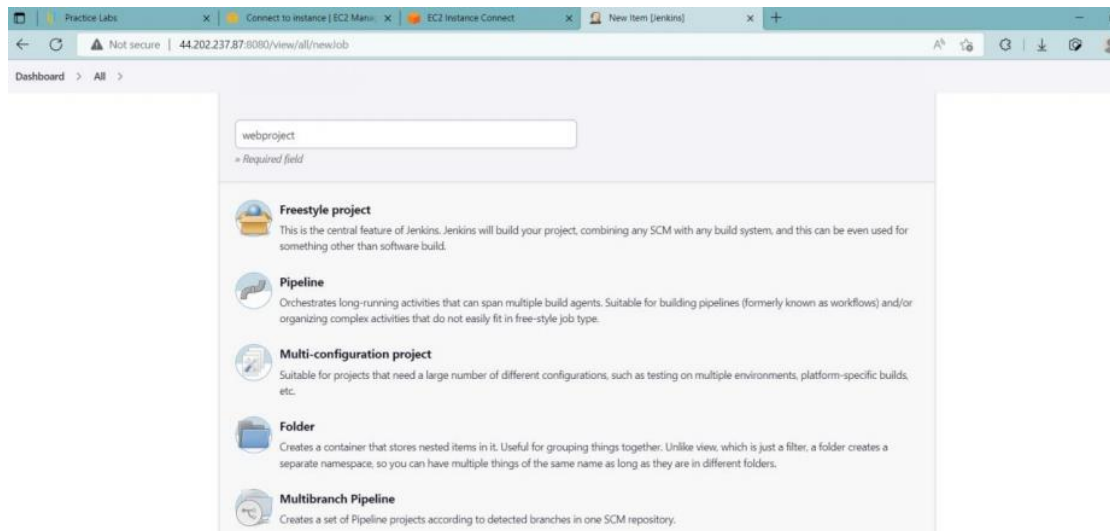 Practice Labs
Connect to instance | EC2 Manag
EC2 Instance Connect
New Item [Jenkins]
Not secure | 44.202.237.87:8080/view/all/newJob
Dashboard > All >
webproject
» Required field
Freestyle project
This is the central feature of Jenkins. Jenkins will build your project, combining any SCM with any build system, and this can be even used for
something other than software build.
Pipeline
Orchestrates long-running activities that can span multiple build agents. Suitable for building pipelines (formerly known as workflows) and/or
organizing complex activities that do not easily fit in free-style job type.
Multi-configuration project
Suitable for projects that need a large number of different configurations, such as testing on multiple environments, platform-specific builds,
etc.
Folder
Creates a container that stores nested items in it. Useful for grouping things together. Unlike view, which is just a filter, a folder creates a
separate namespace, so you can have multiple things of the same name as long as they are in different folders.
Multibranch Pipeline
Creates a set of Pipeline projects according to detected branches in one SCM repository.